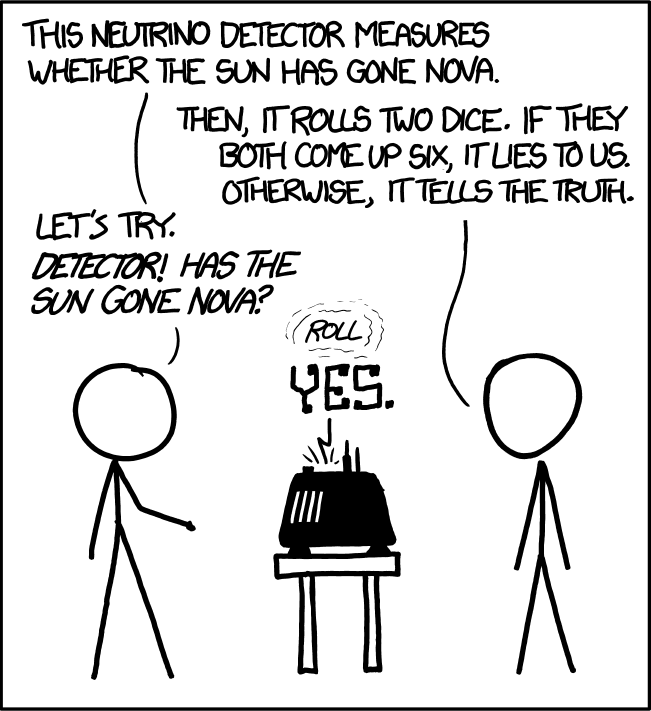 THIS NEUTRINO DETECTOR MEASURES
WHETHER THE SUN HAS GONE NOVA.
THEN, IT ROLLS TWO DICE. IF THEY
BOTH COME UP SIX, IT LIES TO US.
OTHERWISE, IT TELLS THE TRUTH.
LET'S TRY.
DETECTOR! HAS THE
SUN GONE NOVA?
ROLL
YES.